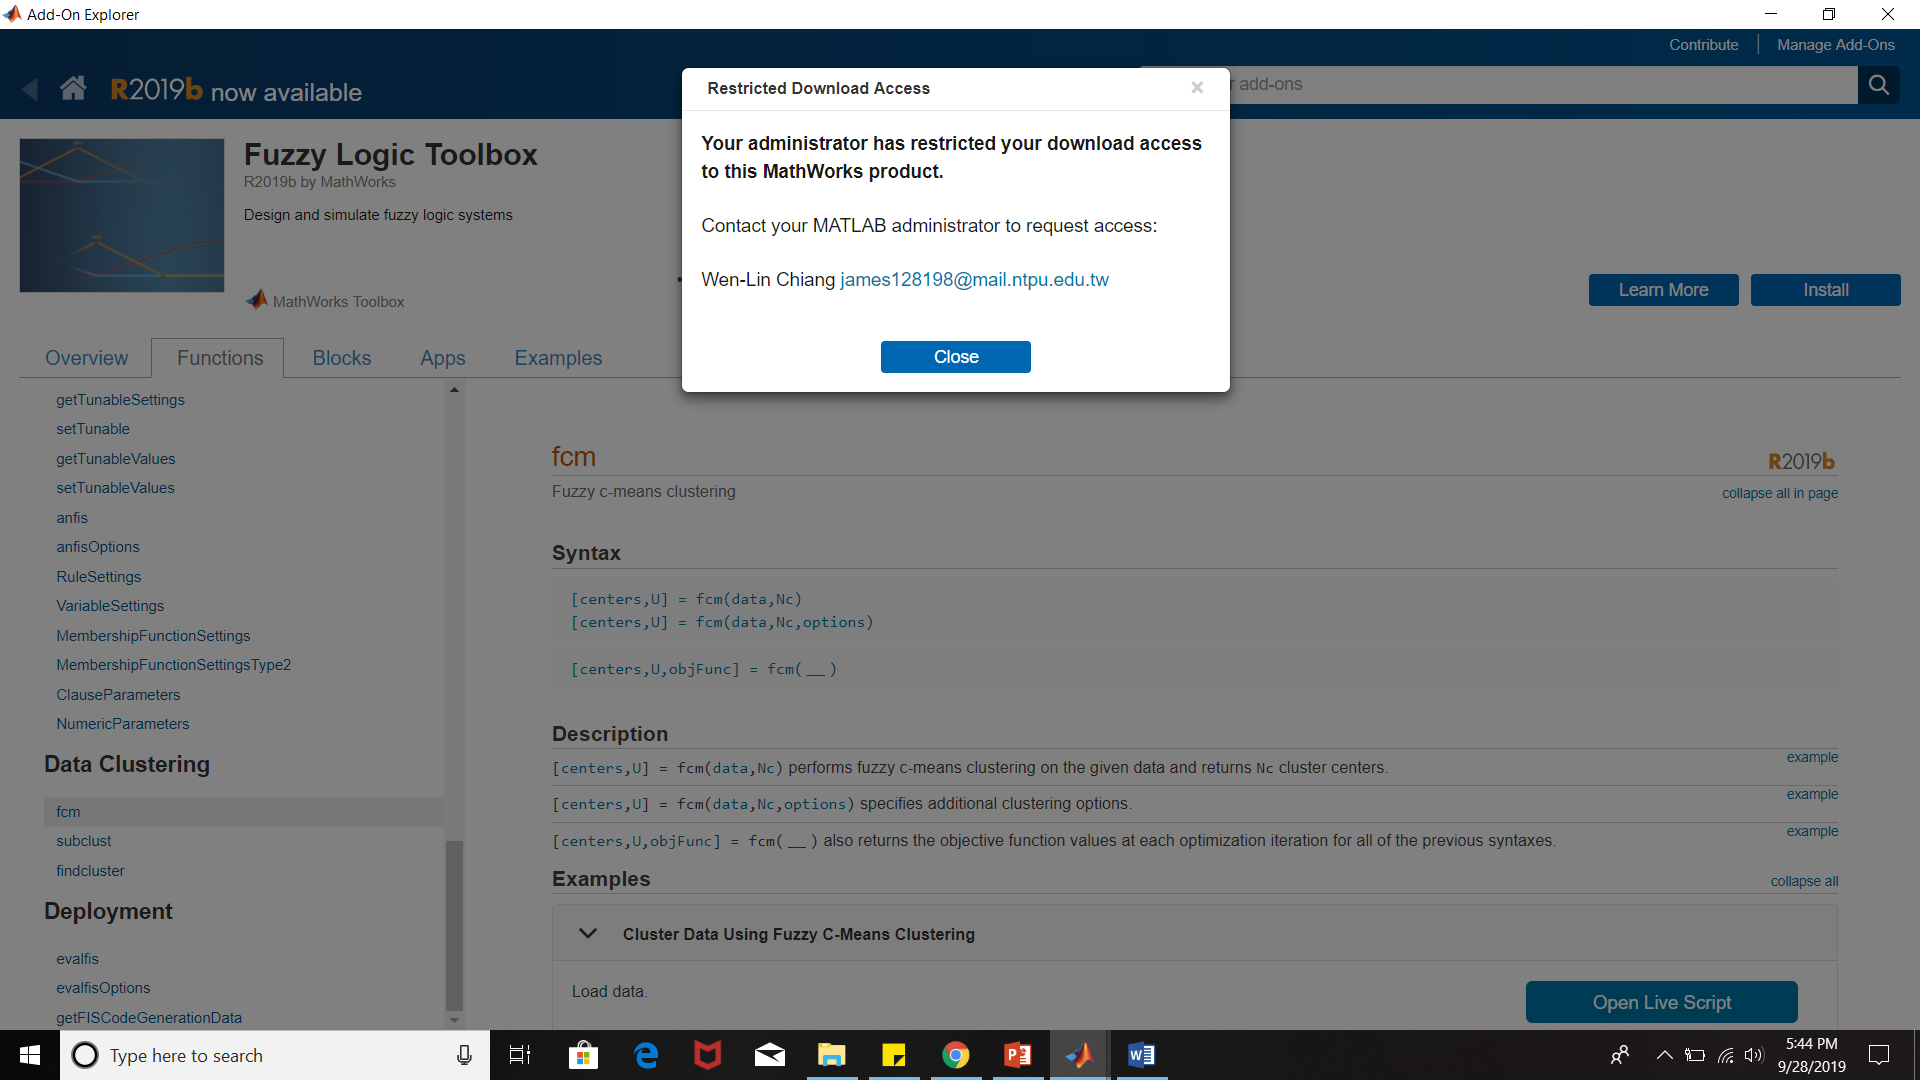 Add-On Explorer
Contribute
Manage Add-Ons
R2019b now available
r add-ons
Restricted Download Access
Your administrator has restricted your download access
to this MathWorks product.
Contact your MATLAB administrator to request access:
Wen-Lin Chiang james128198@mail.ntpu.edu.tw
Close
Fuzzy Logic Toolbox
R2019b by MathWorks
Design and simulate fuzzy logic systems
MathWorks Toolbox
Learn More
Install
Overview
Functions
Blocks
Apps
Examples
getTunableSettings
setTunable
getTunableValues
setTunableValues
anfis
anfisOptions
RuleSettings
VariableSettings
MembershipFunctionSettings
MembershipFunctionSettingsType2
ClauseParameters
NumericParameters
Data Clustering
fcm
subclust
findcluster
Deployment
evalfis
evalfisOptions
getFISCodeGenerationData
fcm
R2019b
Fuzzy c-means clustering
collapse all in page
Syntax
[centers,U] = fcm(data,Nc)
[centers,U] = fcm(data,Nc,options)
[centers,U,objFunc] = fcm(__)
Description
example
[centers,U] = fcm(data,Nc) performs fuzzy c-means clustering on the given data and returns Nc cluster centers.
example
[centers,U] = fcm(data,Nc,options) specifies additional clustering options.
example
[centers,U,objFunc] = fcm(__) also returns the objective function values at each optimization iteration for all of the previous syntaxes.
Examples
collapse all
Cluster Data Using Fuzzy C-Means Clustering
Load data.
Open Live Script
Type here to search
5:44 PM
9/28/2019